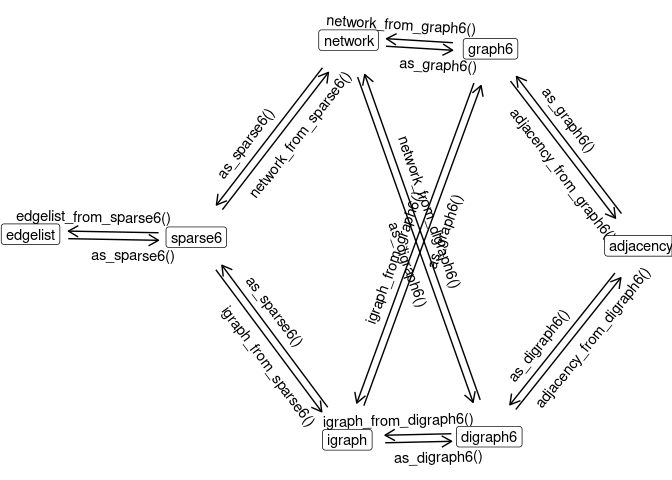 network_from_graph6()
network
graph6
as_graph6()
as_graph6()
adjacency_from_graph6()
as_sparse6()
network_from_sparse6()
network_from_digraph6()
as_digraph6()
igraph_from_graph6()
as_graph6()
edgelist_from_sparse6()
edgelist
sparse6
as_sparse6()
adjacency
as_sparse6()
igraph_from_sparse6()
as_digraph6()
adjacency_from_digraph6()
igraph_from_digraph6()
igraph
digraph6
as_digraph6()